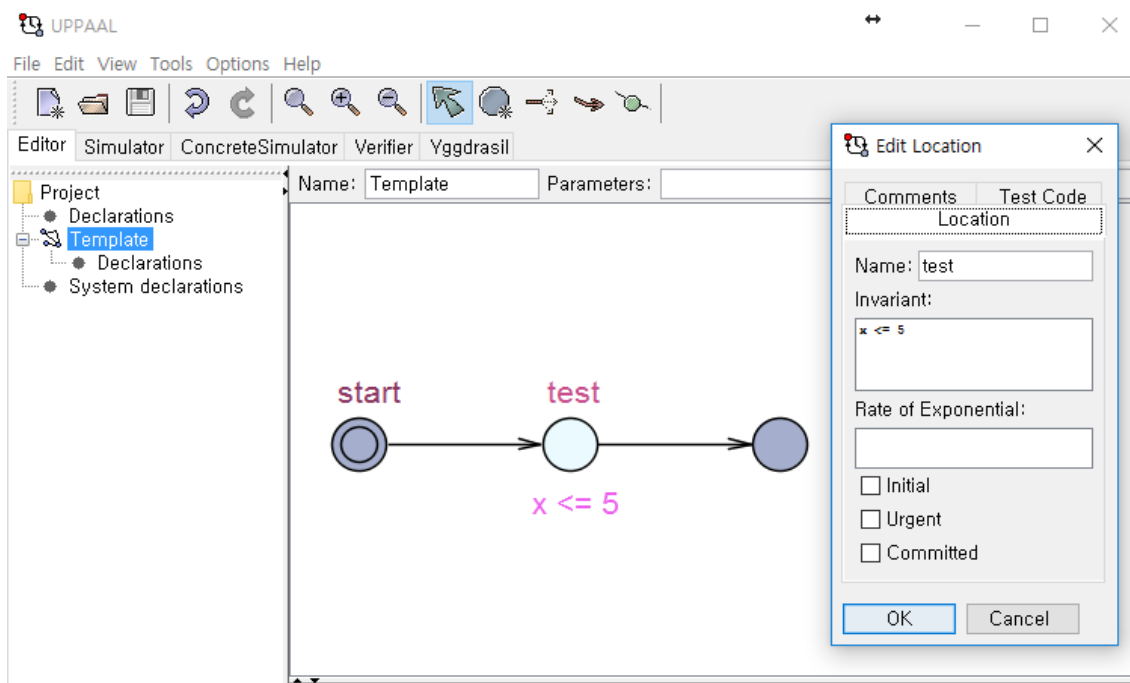 UPPAAL
File Edit View Tools Options Help
Editor Simulator ConcreteSimulator Verifier Yggdrasil
Project
Declarations
Template
Declarations
System declarations
Name: Template Parameters:
start
test
x <= 5
Edit Location
Comments Test Code
Location
Name: test
Invariant:
x <= 5
Rate of Exponential:
Initial
Urgent
Committed
OK Cancel